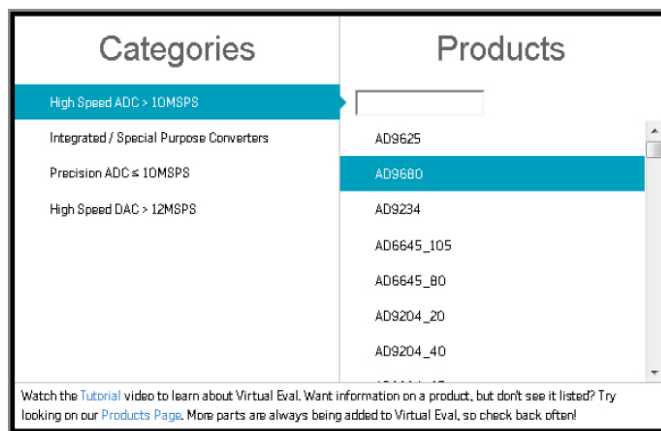 Categories
Products
High Speed ADC > 10MSPS
Integrated / Special Purpose Converters
Precision ADC ≤ 10MSPS
High Speed DAC > 12MSPS
AD9625
AD9680
AD9234
AD6645_105
AD6645_80
AD9204_20
AD9204_40
Watch the Tutorial video to learn about Virtual Eval. Want information on a product, but don't see it listed? Try
looking on our Products Page. More parts are always being added to Virtual Eval, so check back often!